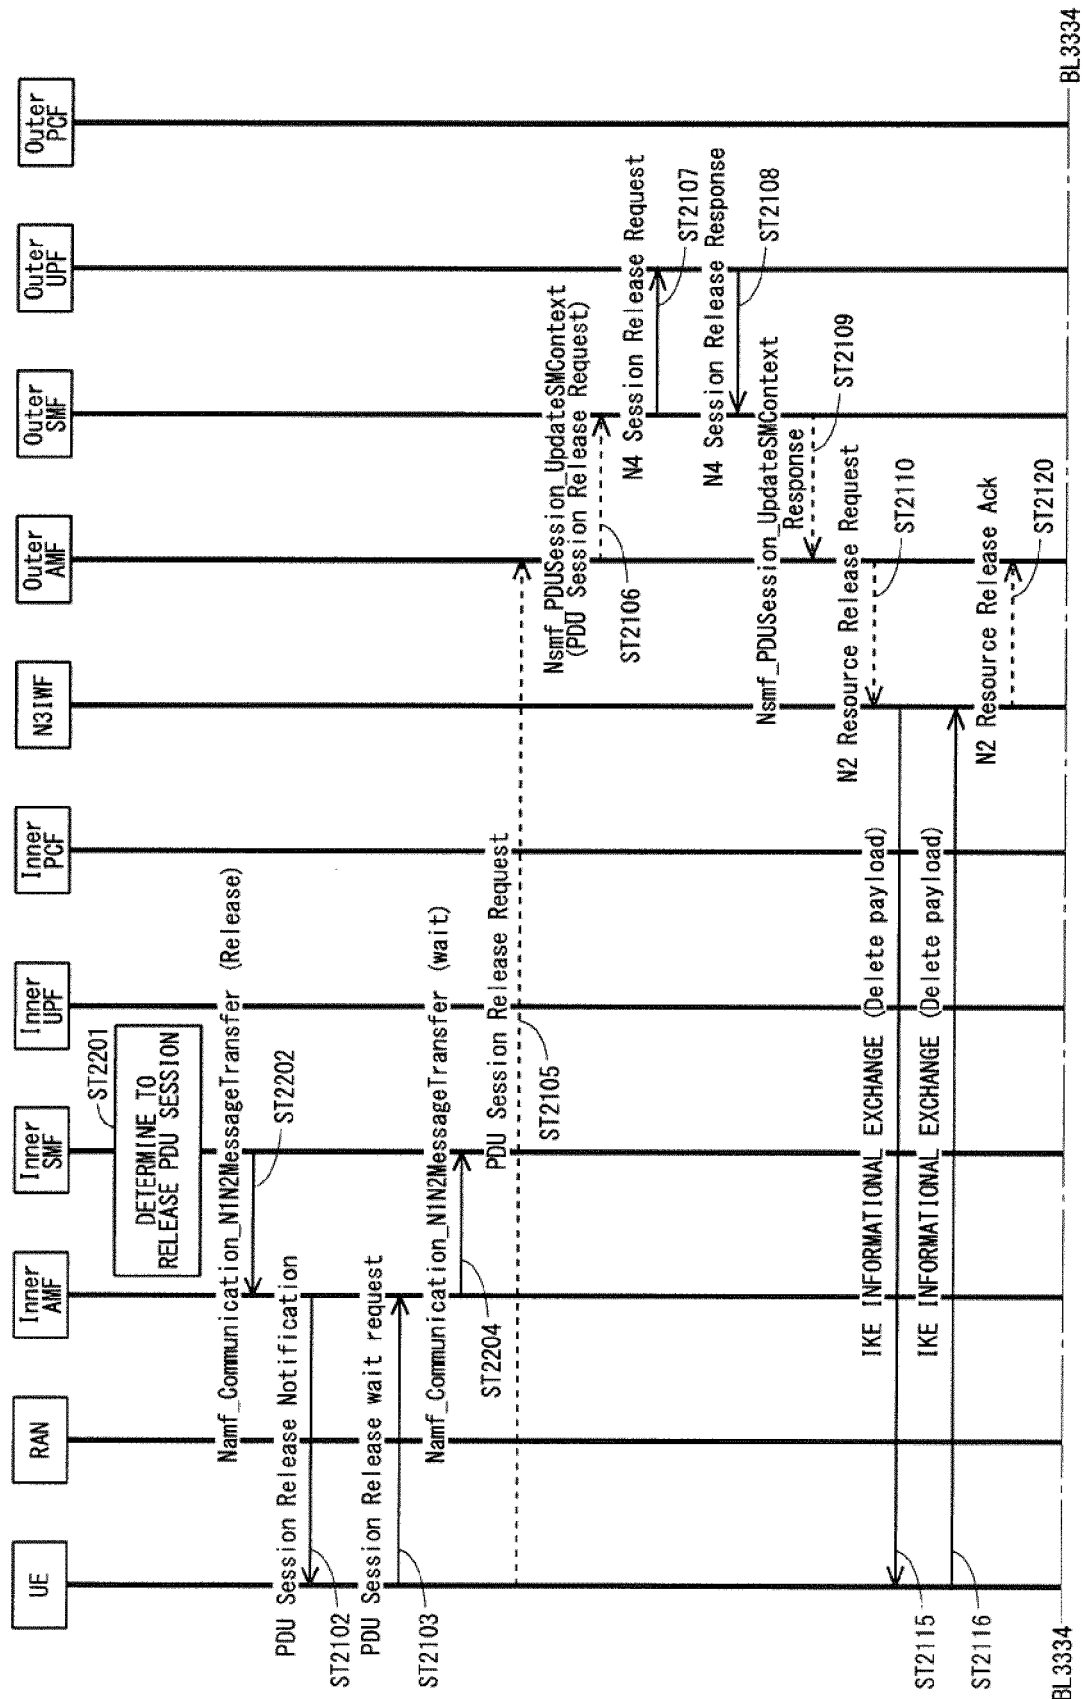 UE
RAN
Inner
AMF
Inner
SMF
Inner
UPF
Inner
PCF
N3IWF
Outer
AMF
Outer
SMF
Outer
UPF
Outer
PCF
ST2201
DETERMINE TO
RELEASE PDU SESSION
Namf_Communication_N1N2MessageTransfer (Release)
ST2202
PDU Session Release Notification
ST2102
PDU Session Release wait request
ST2103
Namf_Communication_N1N2MessageTransfer (wait)
ST2204
PDU Session Release Request
ST2105
Nsmf_PDUSession_UpdateSMContext
(PDU Session Release Request)
ST2106
N4 Session Release Request
ST2107
N4 Session Release Response
ST2108
Nsmf_PDUSession_UpdateSMContext
Response
ST2109
N2 Resource Release Request
ST2110
IKE INFORMATIONAL EXCHANGE (Delete payload)
ST2115
IKE INFORMATIONAL EXCHANGE (Delete payload)
ST2116
N2 Resource Release Ack
ST2120
BL3334
BL3334